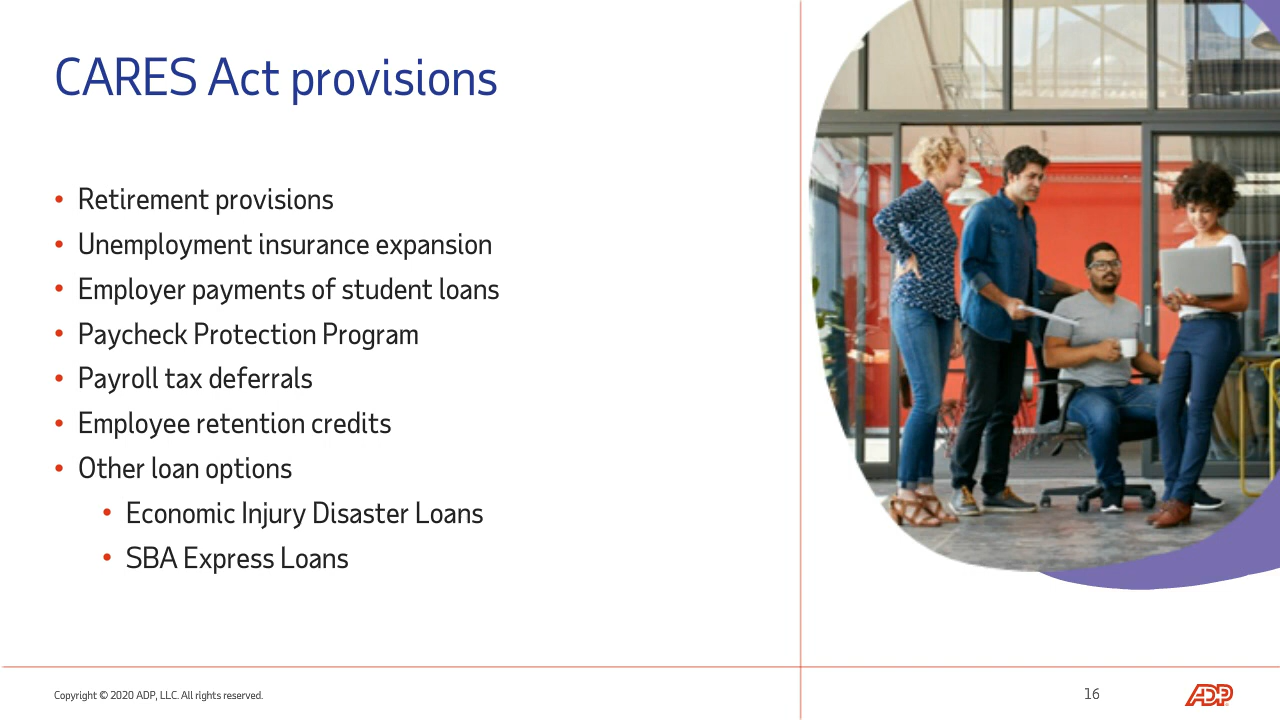 CARES Act provisions
• Retirement provisions
• Unemployment insurance expansion
• Employer payments of student loans
• Paycheck Protection Program
• Payroll tax deferrals
• Employee retention credits
• Other loan options
• Economic Injury Disaster Loans
• SBA Express Loans
Copyright © 2020 ADP, LLC. All rights reserved.
16
ADP